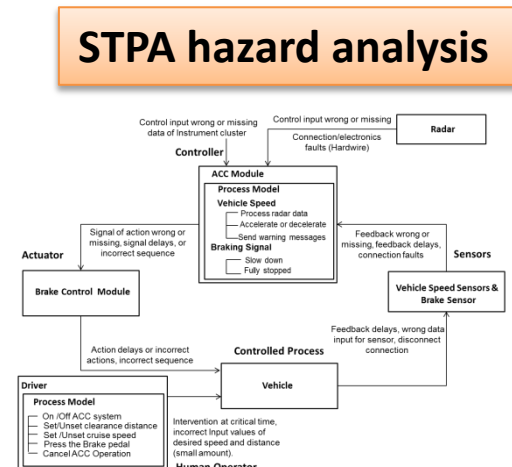 STPA hazard analysis
Control input wrong or missing
data of Instrument cluster
Controller
Control input wrong or missing
Connection/electronics
faults (Hardwire)
Radar
ACC Module
Process Model
Vehicle Speed
Process radar data
Accelerate or decelerate
Send warning messages
Braking Signal
Slow down
Fully stopped
Signal of action wrong or
missing, signal delays, or
incorrect sequence
Actuator
Brake Control Module
Feedback wrong or
missing, feedback delays,
connection faults
Sensors
Vehicle Speed Sensors &
Brake Sensor
Feedback delays, wrong data
input for sensor, disconnect
connection
Action delays or incorrect
actions, incorrect sequence
Controlled Process
Vehicle
Driver
Process Model
On /Off ACC system
Set/Unset clearance distance
Set /Unset cruise speed
Press the Brake pedal
Cancel ACC Operation
Intervention at critical time,
incorrect Input values of
desired speed and distance
(small amount).
Human Operator